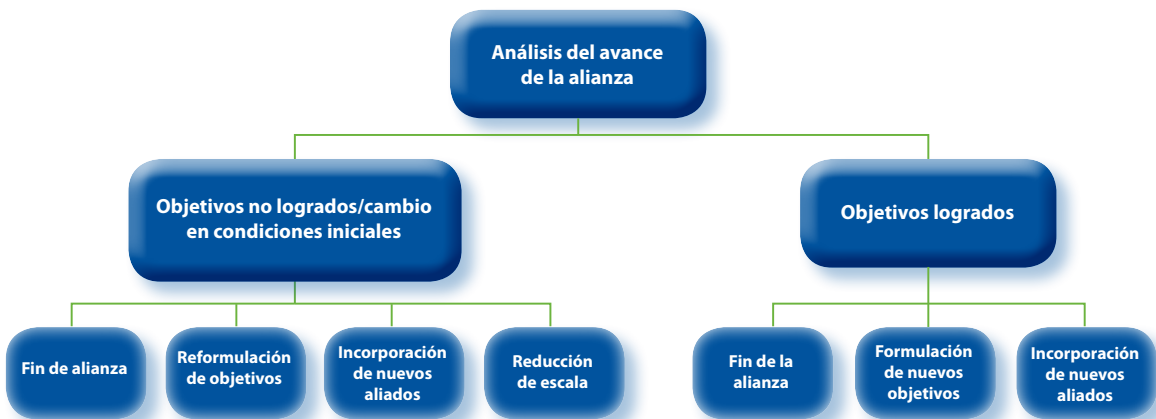 Análisis del avance
de la alianza
Objetivos no logrados/cambio
en condiciones iniciales
Objetivos logrados
Fin de alianza
Reformulación
de objetivos
Incorporación
de nuevos
aliados
Reducción
de escala
Fin de la
alianza
Formulación
de nuevos
objetivos
Incorporación
de nuevos
aliados